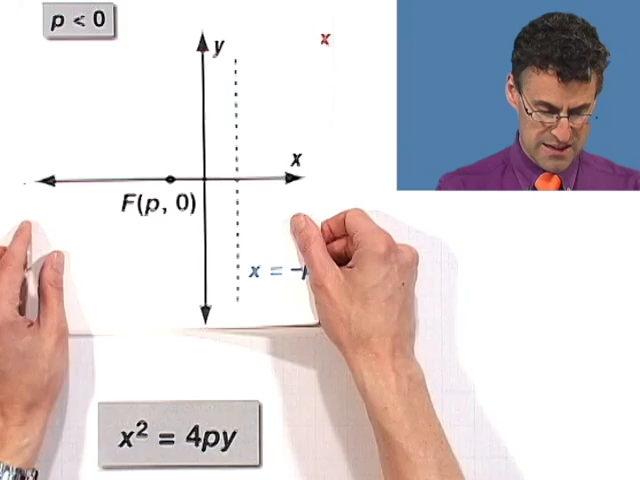 p < 0
y
x
x
F(p, 0)
x = –p
x² = 4py